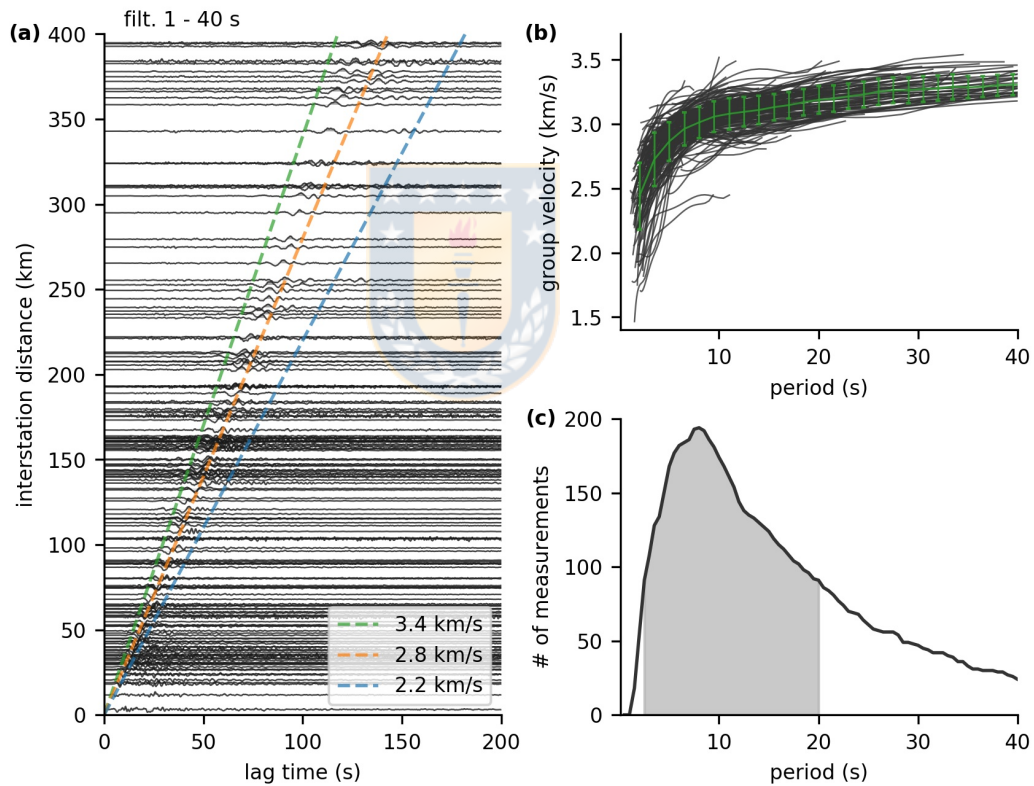 (a)
filt. 1 - 40 s
400
350
300
250
200
150
100
50
0
interstation distance (km)
0
50
100
150
200
lag time (s)
3.4 km/s
2.8 km/s
2.2 km/s
(b)
3.5
3.0
2.5
2.0
1.5
group velocity (km/s)
10
20
30
40
period (s)
(c)
200
150
100
50
0
# of measurements
10
20
30
40
period (s)